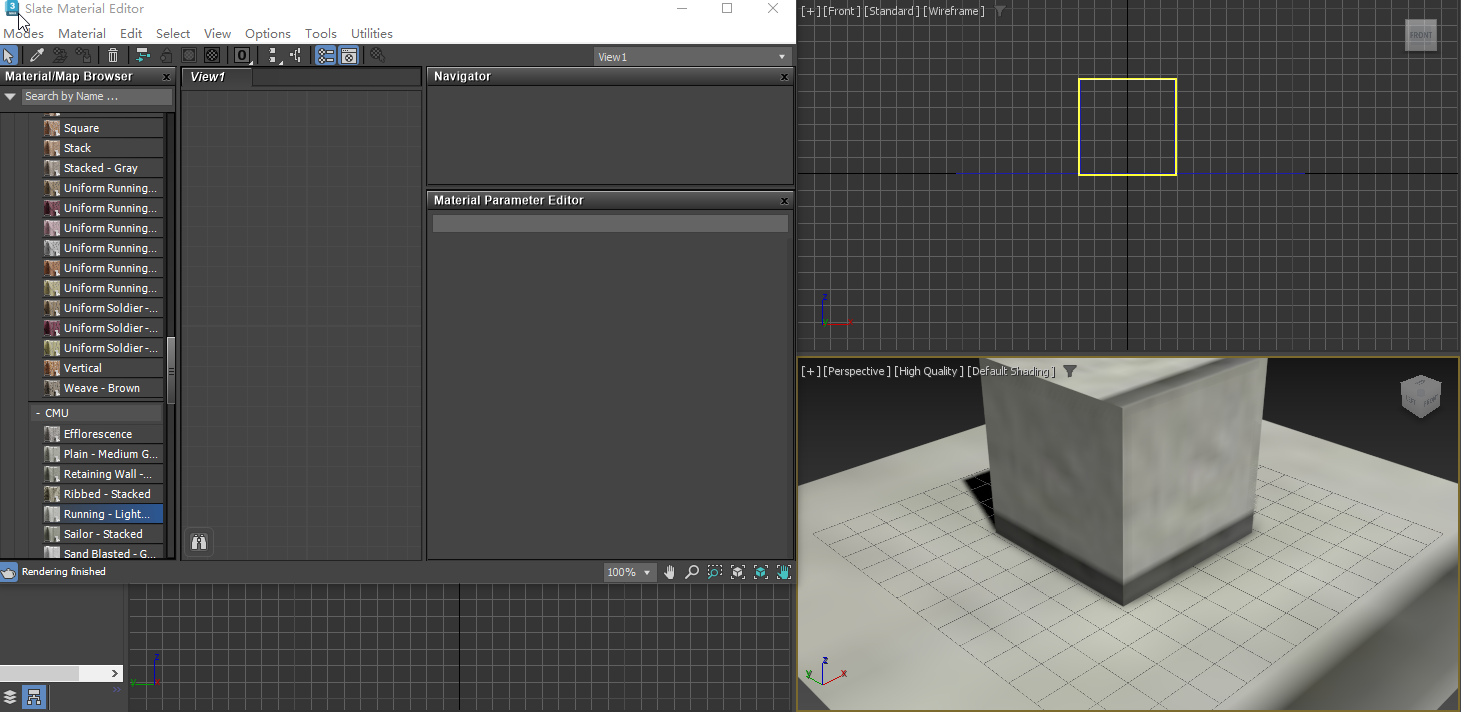 Slate Material Editor
Modes Material Edit Select View Options Tools Utilities
0
View1
Material/Map Browser
Search by Name ...
Square
Stack
Stacked - Gray
Uniform Running...
Uniform Running...
Uniform Running...
Uniform Running...
Uniform Running...
Uniform Running...
Uniform Soldier -...
Uniform Soldier -...
Uniform Soldier -...
Vertical
Weave - Brown
- CMU
Efflorescence
Plain - Medium G...
Retaining Wall -...
Ribbed - Stacked
Running - Light...
Sailor - Stacked
Sand Blasted - G...
View1
Navigator
Material Parameter Editor
Rendering finished
100%
z
y
[+] [Front] [Standard] [Wireframe]
FRONT
z
y
[+] [Perspective] [High Quality] [Default Shading]
FRONT
z
y
x